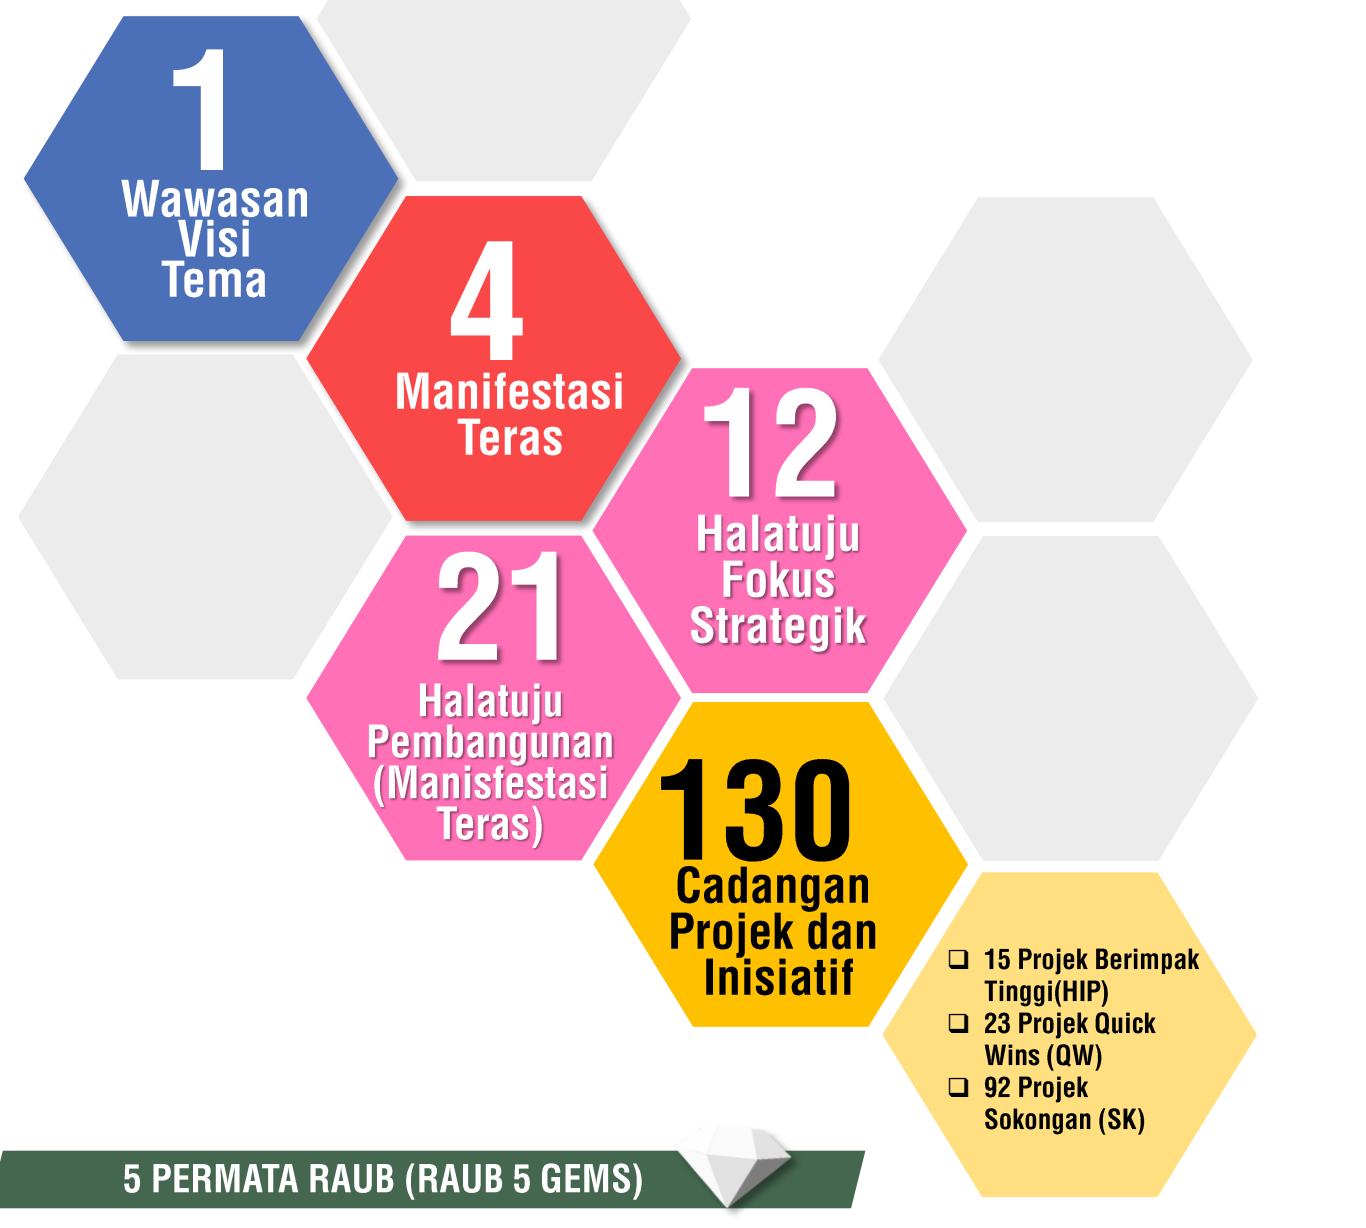 1
Wawasan
Visi
Tema
4
Manifestasi
Teras
12
Halatuju
Fokus
Strategik
21
Halatuju
Pembangunan
(Manisfestasi
Teras)
130
Cadangan
Projek dan
Inisiatif
❑ 15 Projek Berimpak
Tinggi(HIP)
❑ 23 Projek Quick
Wins (QW)
❑ 92 Projek
Sokongan (SK)
5 PERMATA RAUB (RAUB 5 GEMS)